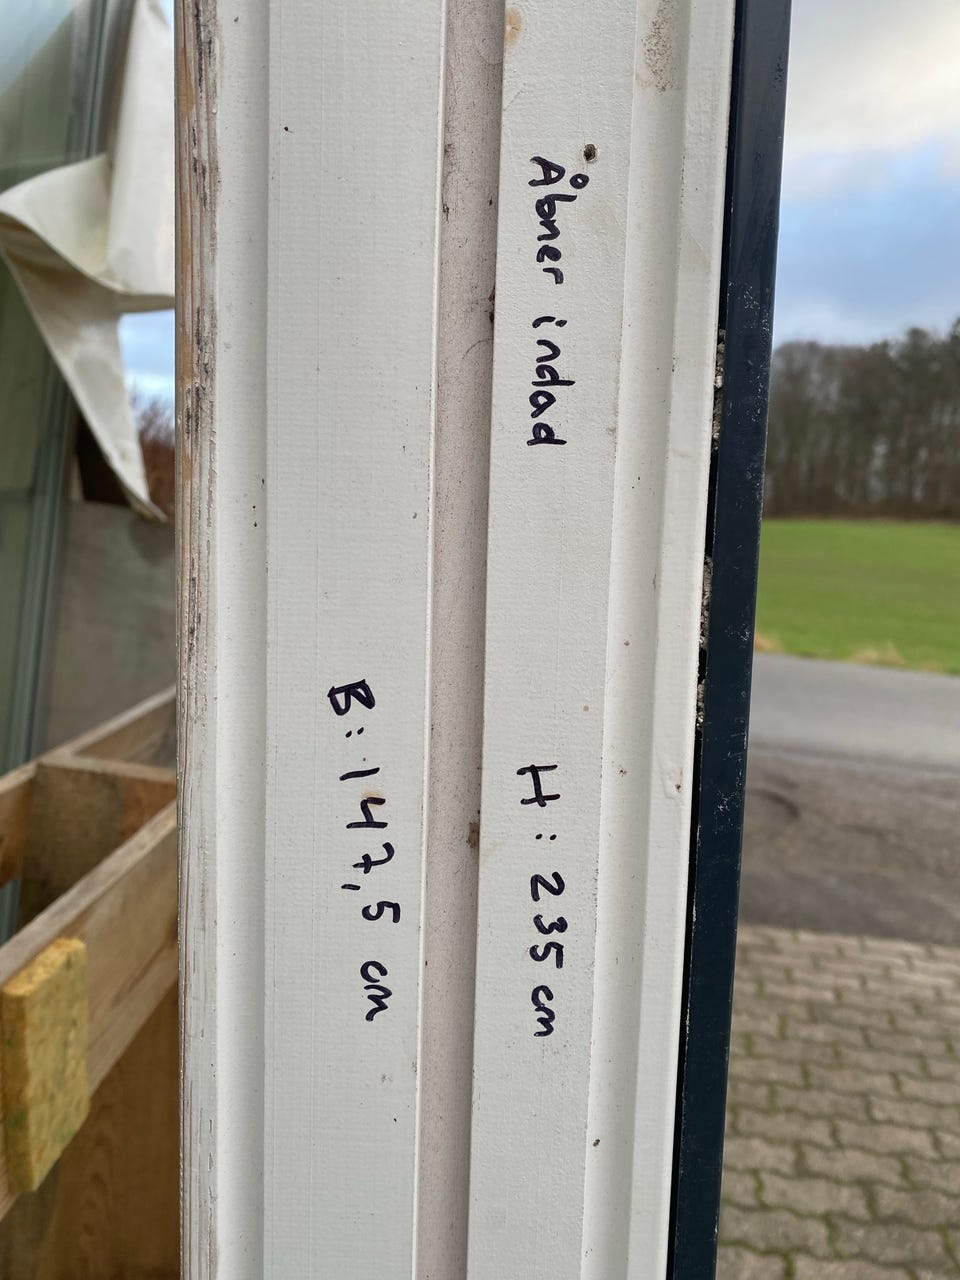 Åbner indad
H: 235 cm
B: 147,5 cm